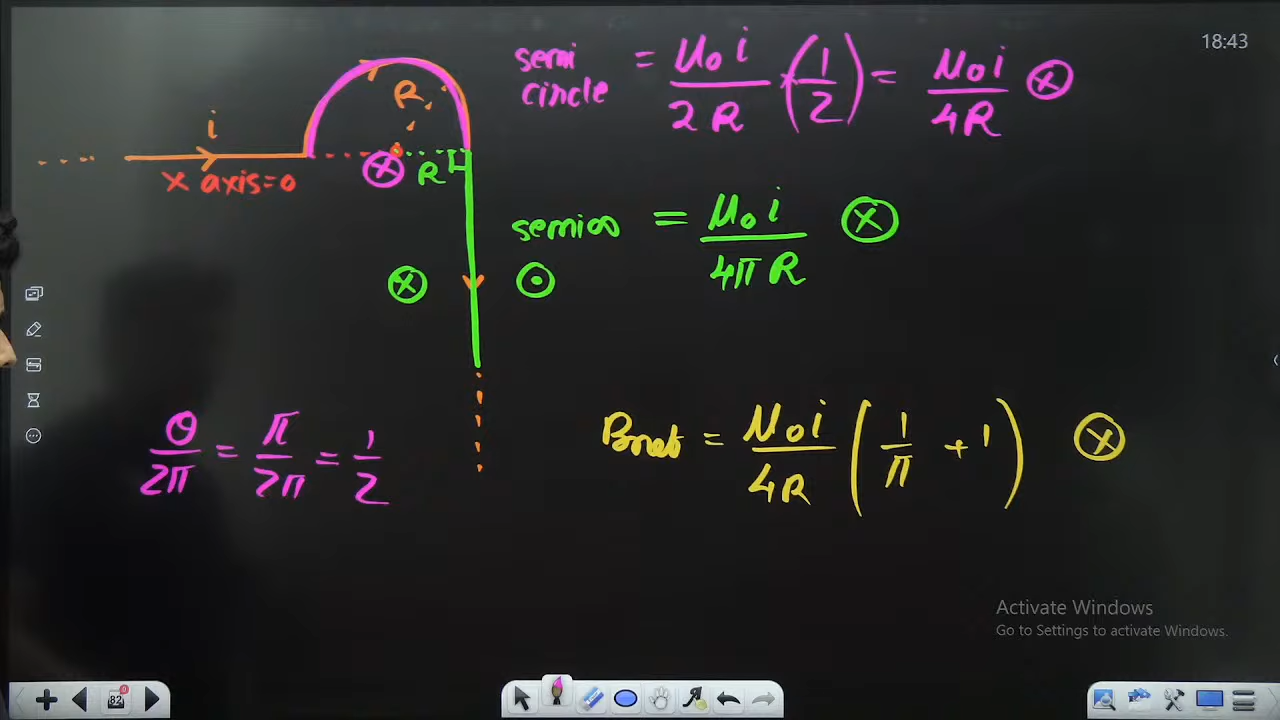 18:43
semi circle = μ₀i/2R × (1/2) = μ₀i/4R ⊗
R
i
x axis=0
⊗ R
semi∞ = μ₀i/4πR ⊗
⊗ ⊙
θ/2π = π/2π = 1/2
Bnet = μ₀i/4R (1/π + 1) ⊗
Activate Windows
Go to Settings to activate Windows.
82